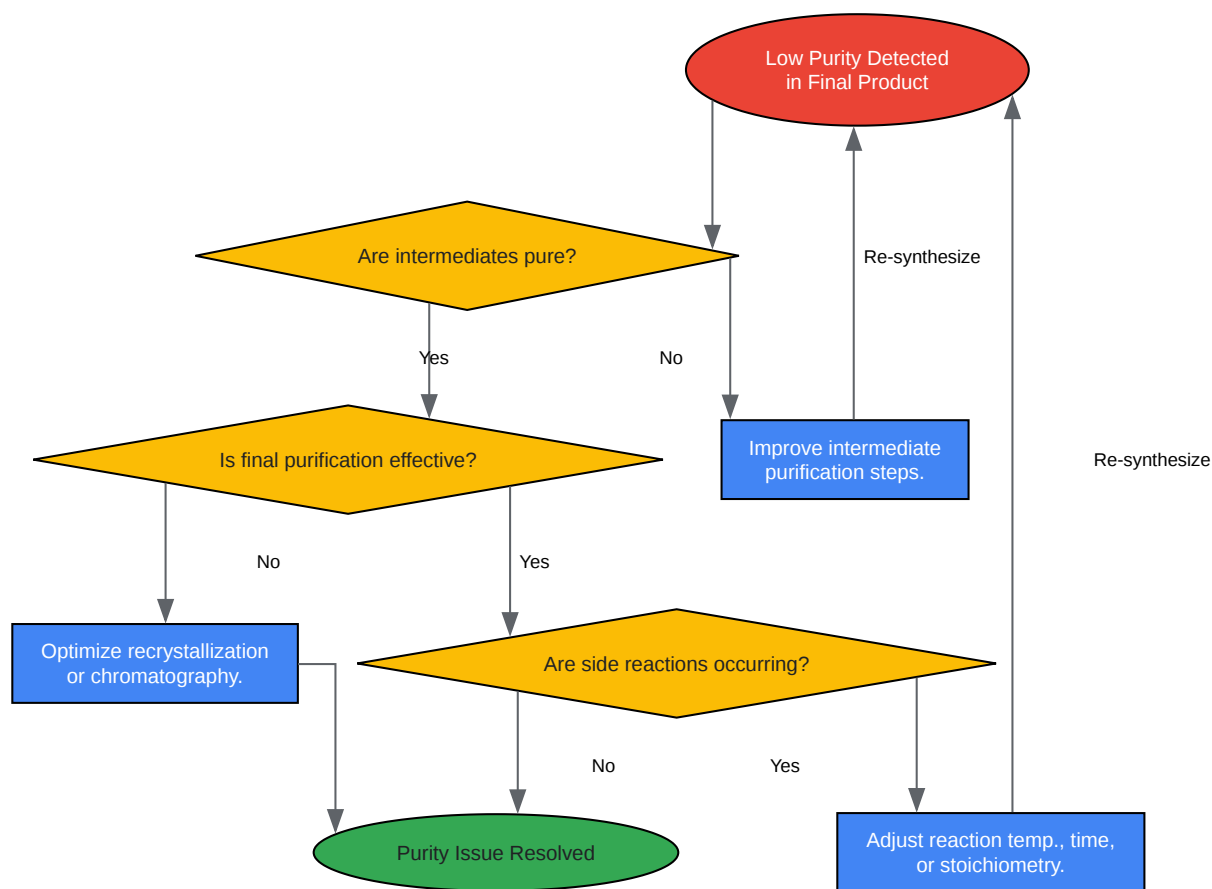 Low Purity Detected
in Final Product
Are intermediates pure?
Re-synthesize
Yes
No
Is final purification effective?
Improve intermediate
purification steps.
Re-synthesize
No
Yes
Optimize recrystallization
or chromatography.
Are side reactions occurring?
No
Yes
Purity Issue Resolved
Adjust reaction temp., time,
or stoichiometry.